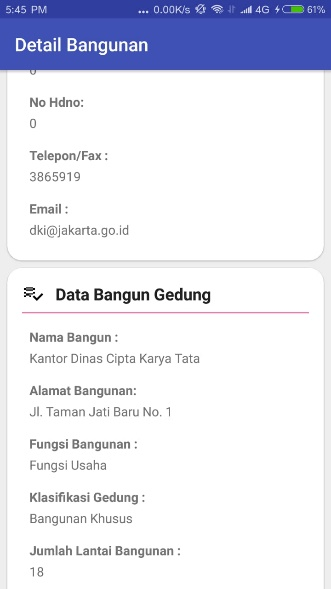 5:45 PM ... 0.00K/s 4G 61%
Detail Bangunan
0
No Hdno:
0
Telepon/Fax :
3865919
Email :
dki@jakarta.go.id
Data Bangun Gedung
Nama Bangun :
Kantor Dinas Cipta Karya Tata
Alamat Bangunan:
Jl. Taman Jati Baru No. 1
Fungsi Bangunan :
Fungsi Usaha
Klasifikasi Gedung :
Bangunan Khusus
Jumlah Lantai Bangunan :
18